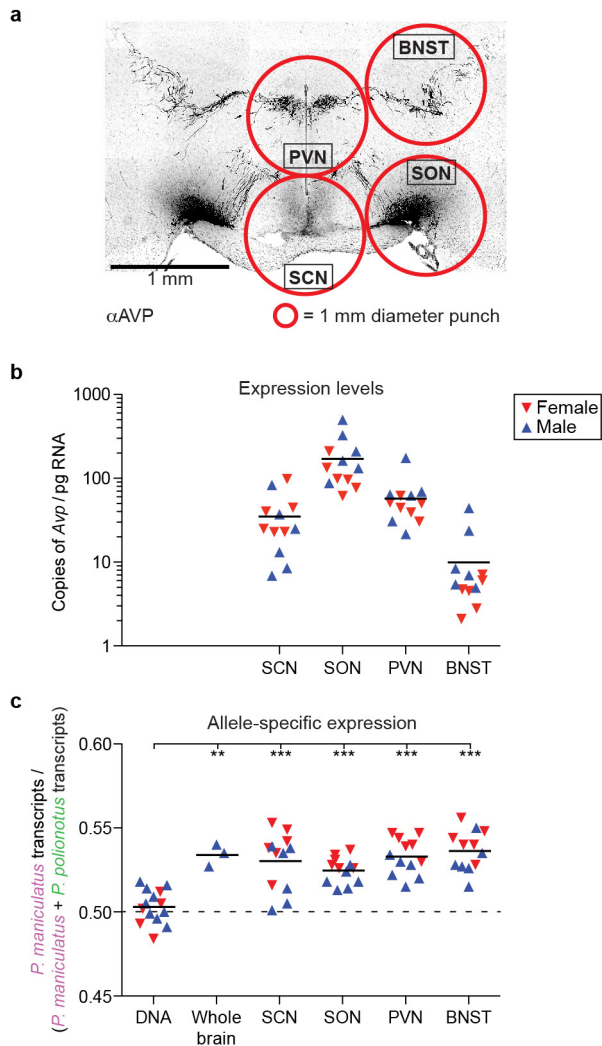 a
BNST
PVN
SON
SCN
1 mm
αAVP
= 1 mm diameter punch
b
Expression levels
Female
Male
Copies of Avp / pg RNA
1000
100
10
1
SCN SON PVN BNST
c
Allele-specific expression
P. maniculatus transcripts /
(P. maniculatus + P. polionotus transcripts)
0.60
** *** *** *** ***
0.55
0.50
0.45
DNA Whole SCN SON PVN BNST
brain